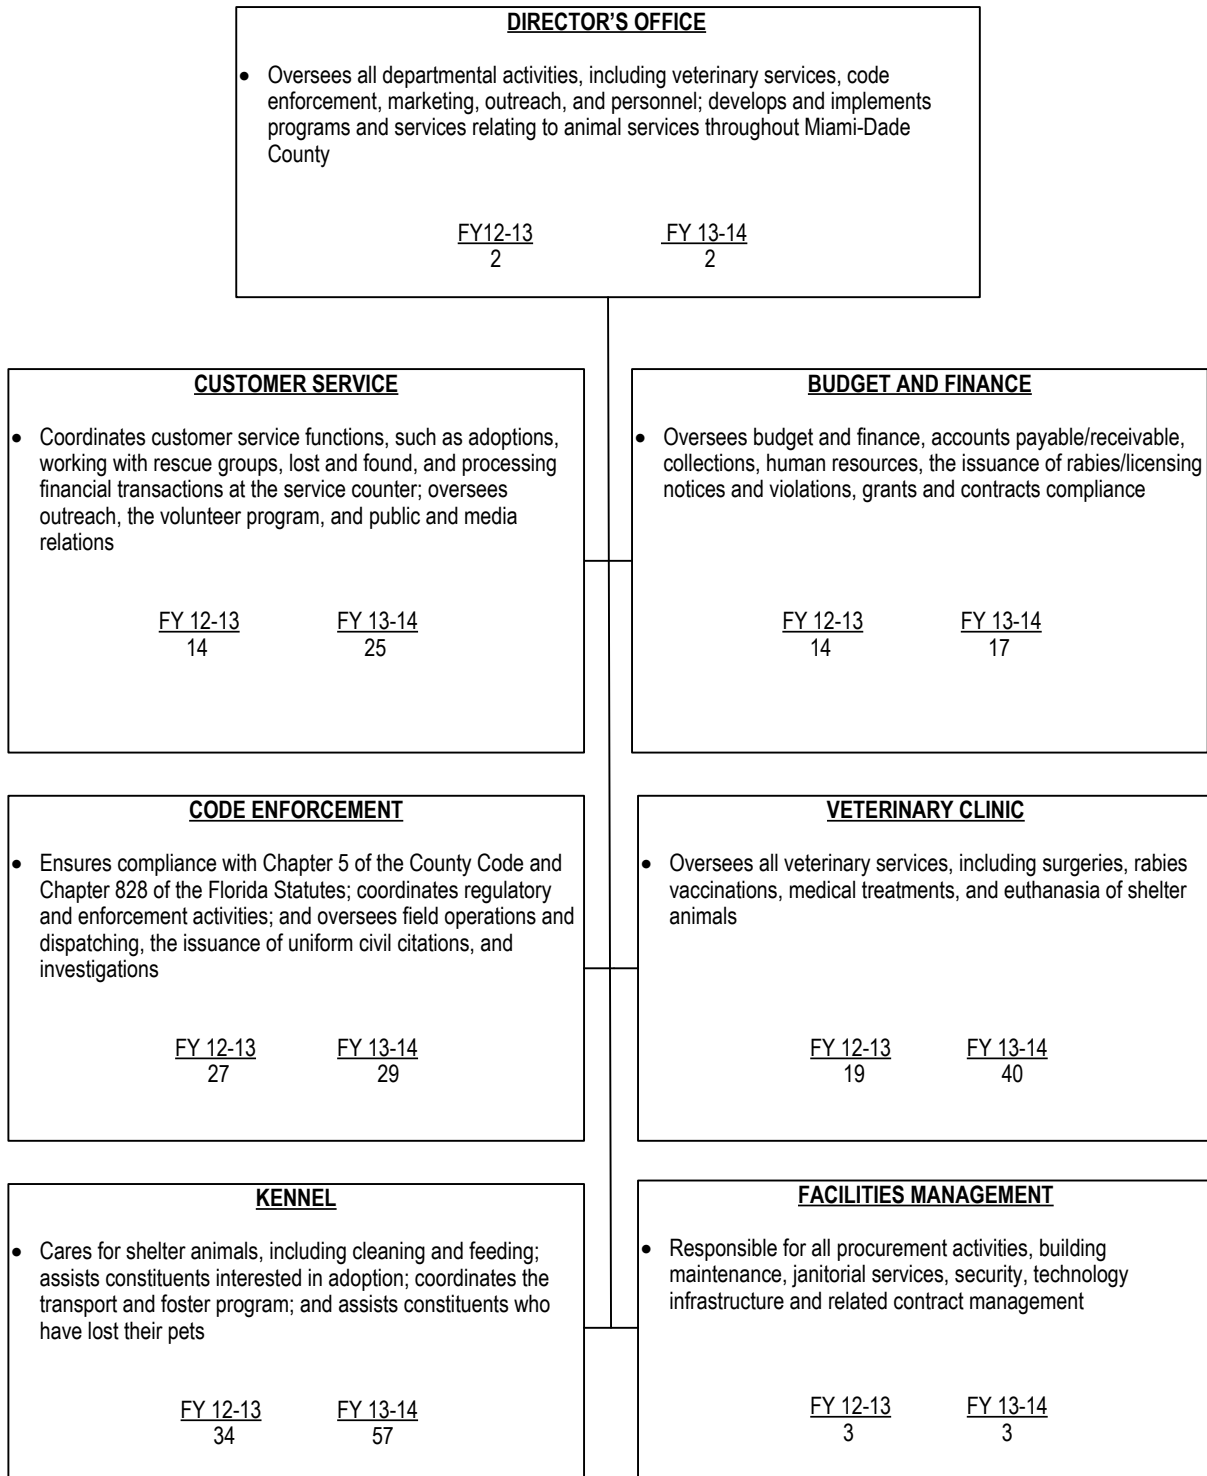 DIRECTOR'S OFFICE
• Oversees all departmental activities, including veterinary services, code
enforcement, marketing, outreach, and personnel; develops and implements
programs and services relating to animal services throughout Miami-Dade
County
FY12-13 FY 13-14
2 2
CUSTOMER SERVICE
• Coordinates customer service functions, such as adoptions,
working with rescue groups, lost and found, and processing
financial transactions at the service counter; oversees
outreach, the volunteer program, and public and media
relations
FY 12-13 FY 13-14
14 25
BUDGET AND FINANCE
• Oversees budget and finance, accounts payable/receivable,
collections, human resources, the issuance of rabies/licensing
notices and violations, grants and contracts compliance
FY 12-13 FY 13-14
14 17
CODE ENFORCEMENT
• Ensures compliance with Chapter 5 of the County Code and
Chapter 828 of the Florida Statutes; coordinates regulatory
and enforcement activities; and oversees field operations and
dispatching, the issuance of uniform civil citations, and
investigations
FY 12-13 FY 13-14
27 29
VETERINARY CLINIC
• Oversees all veterinary services, including surgeries, rabies
vaccinations, medical treatments, and euthanasia of shelter
animals
FY 12-13 FY 13-14
19 40
KENNEL
• Cares for shelter animals, including cleaning and feeding;
assists constituents interested in adoption; coordinates the
transport and foster program; and assists constituents who
have lost their pets
FY 12-13 FY 13-14
34 57
FACILITIES MANAGEMENT
• Responsible for all procurement activities, building
maintenance, janitorial services, security, technology
infrastructure and related contract management
FY 12-13 FY 13-14
3 3